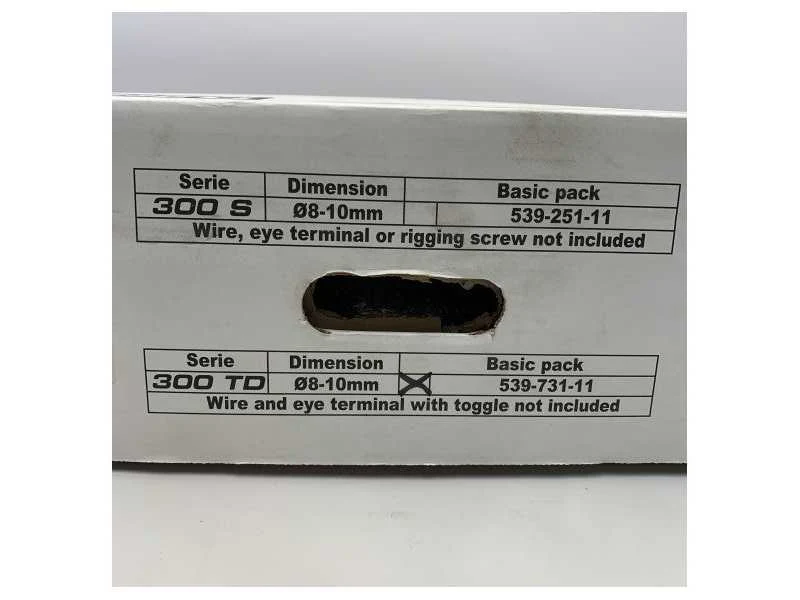 Serie Dimension Basic pack
300 S Ø8-10mm 539-251-11
Wire, eye terminal or rigging screw not included
Serie Dimension Basic pack
300 TD Ø8-10mm 539-731-11
Wire and eye terminal with toggle not included